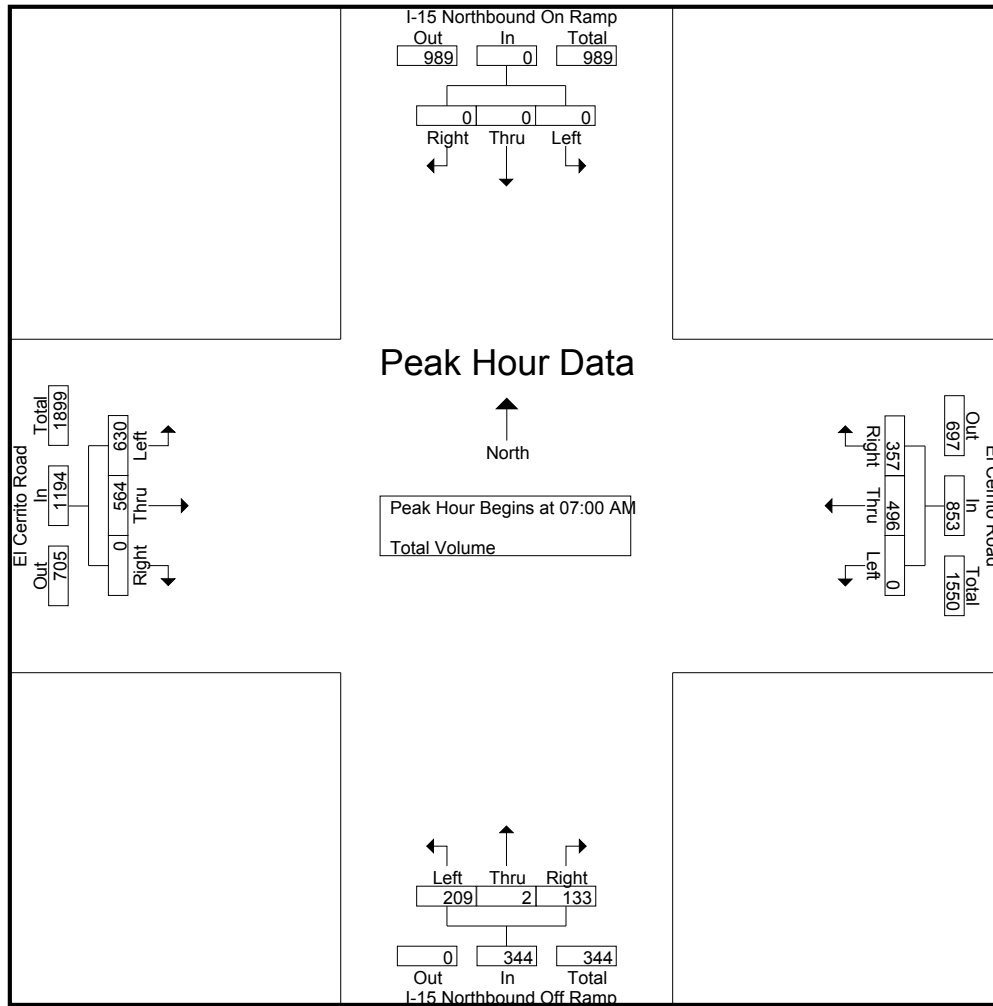 I-15 Northbound On Ramp
Out In Total
989 0 989
0 0 0
Right Thru Left
Peak Hour Data
North
Peak Hour Begins at 07:00 AM
Total Volume
El Cerrito Road
Out In Total
705 1194 1899
0 564 630
Right Thru Left
El Cerrito Road
Out In Total
697 853 1550
357 496 0
Right Thru Left
Left Thru Right
209 2 133
0 344 344
Out In Total
I-15 Northbound Off Ramp